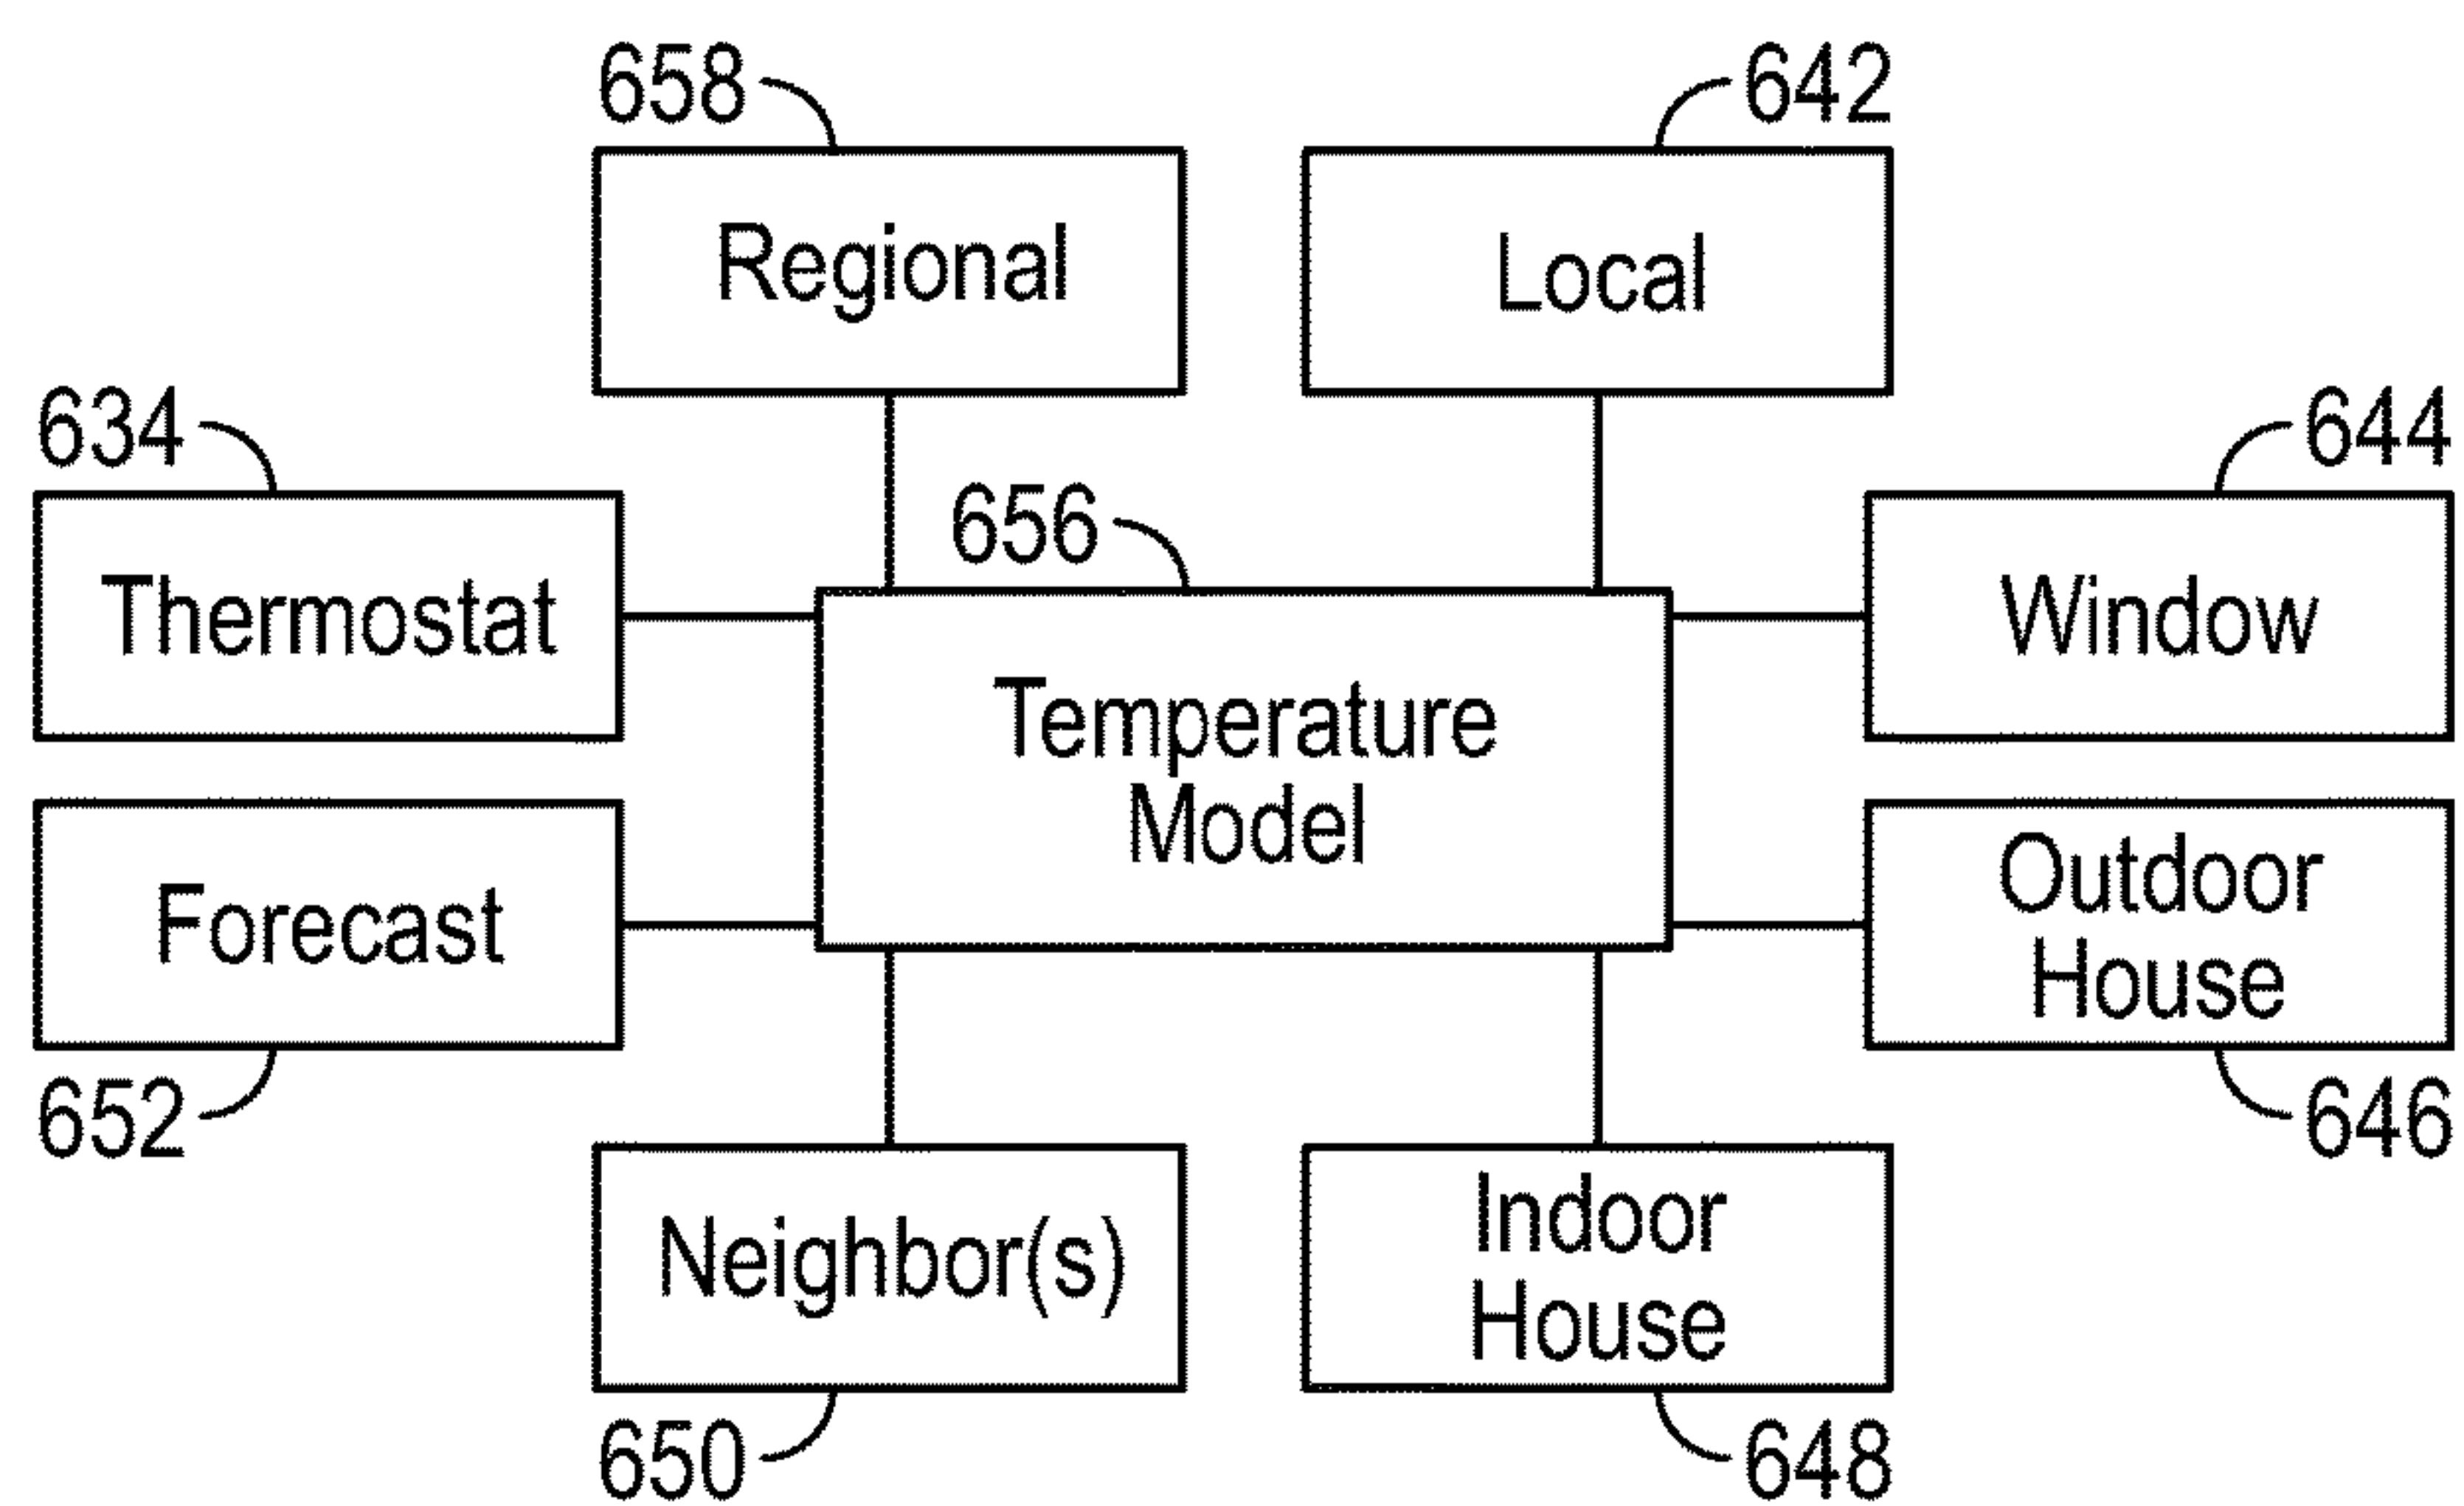 658
642
Regional
Local
634
644
656
Thermostat
Window
Temperature
Model
Forecast
Outdoor
House
652
646
Neighbor(s)
Indoor
House
650
648